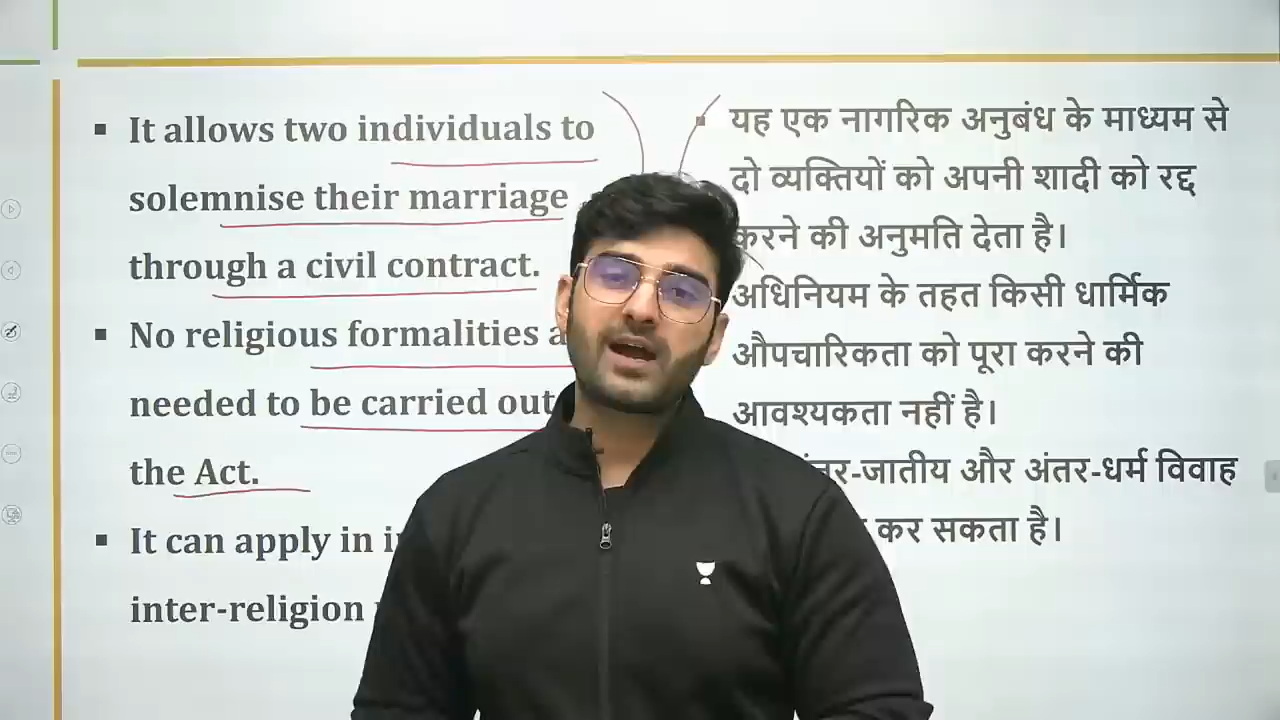 It allows two individuals to
solemnise their marriage
through a civil contract.
No religious formalities
needed to be carried out
the Act.
It can apply in
inter-religion
यह एक नागरिक अनुबंध के माध्यम से
दो व्यक्तियों को अपनी शादी को रद्द
करने की अनुमति देता है।
अधिनियम के तहत किसी धार्मिक
औपचारिकता को पूरा करने की
आवश्यकता नहीं है।
अंतर-जातीय और अंतर-धर्म विवाह
कर सकता है।